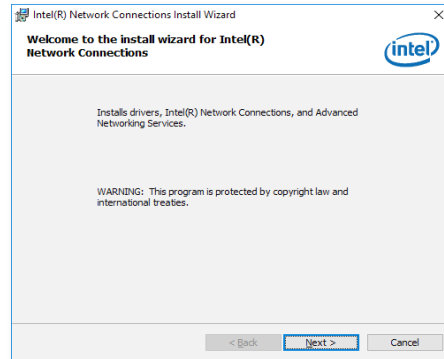 Intel(R) Network Connections Install Wizard
Welcome to the install wizard for Intel(R)
Network Connections
intel
Installs drivers, Intel(R) Network Connections, and Advanced
Networking Services.
WARNING: This program is protected by copyright law and
international treaties.
< Back
Next >
Cancel